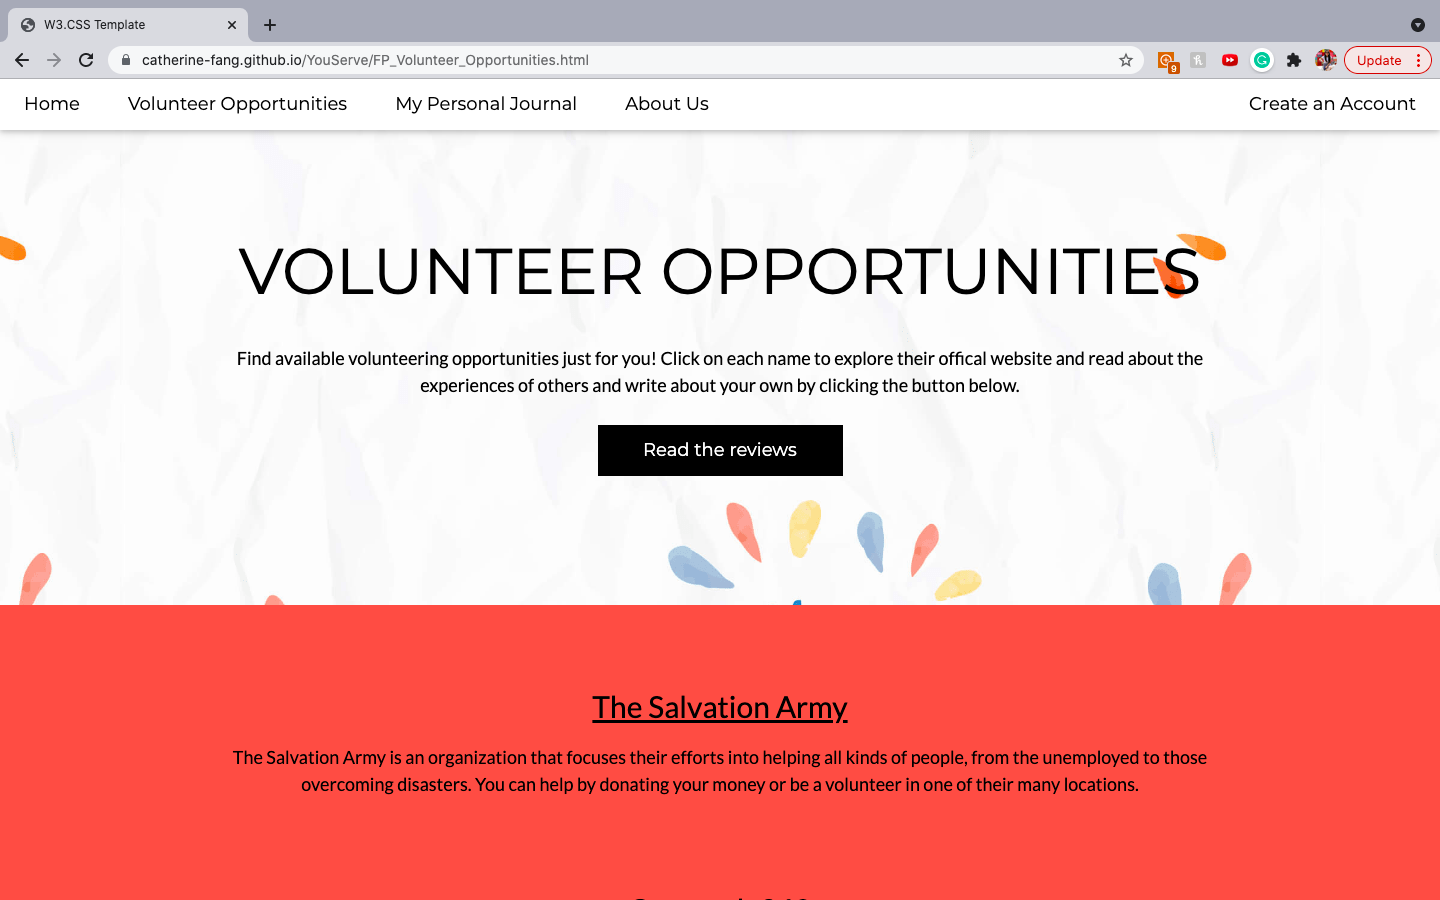 W3.CSS Template
catherine-fang.github.io/YouServe/FP_Volunteer_Opportunities.html
9
Update
Home
Volunteer Opportunities
My Personal Journal
About Us
Create an Account
VOLUNTEER OPPORTUNITIES
Find available volunteering opportunities just for you! Click on each name to explore their offical website and read about the
experiences of others and write about your own by clicking the button below.
Read the reviews
The Salvation Army
The Salvation Army is an organization that focuses their efforts into helping all kinds of people, from the unemployed to those
overcoming disasters. You can help by donating your money or be a volunteer in one of their many locations.